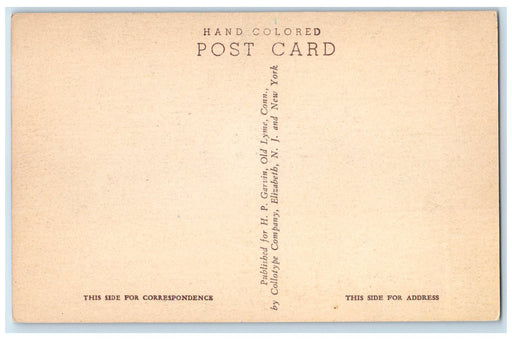 HAND COLORED
POST CARD
Published for H. P. Garvin, Old Lyme, Conn.,
by Collotype Company, Elizabeth, N. J. and New York
THIS SIDE FOR CORRESPONDENCE
THIS SIDE FOR ADDRESS